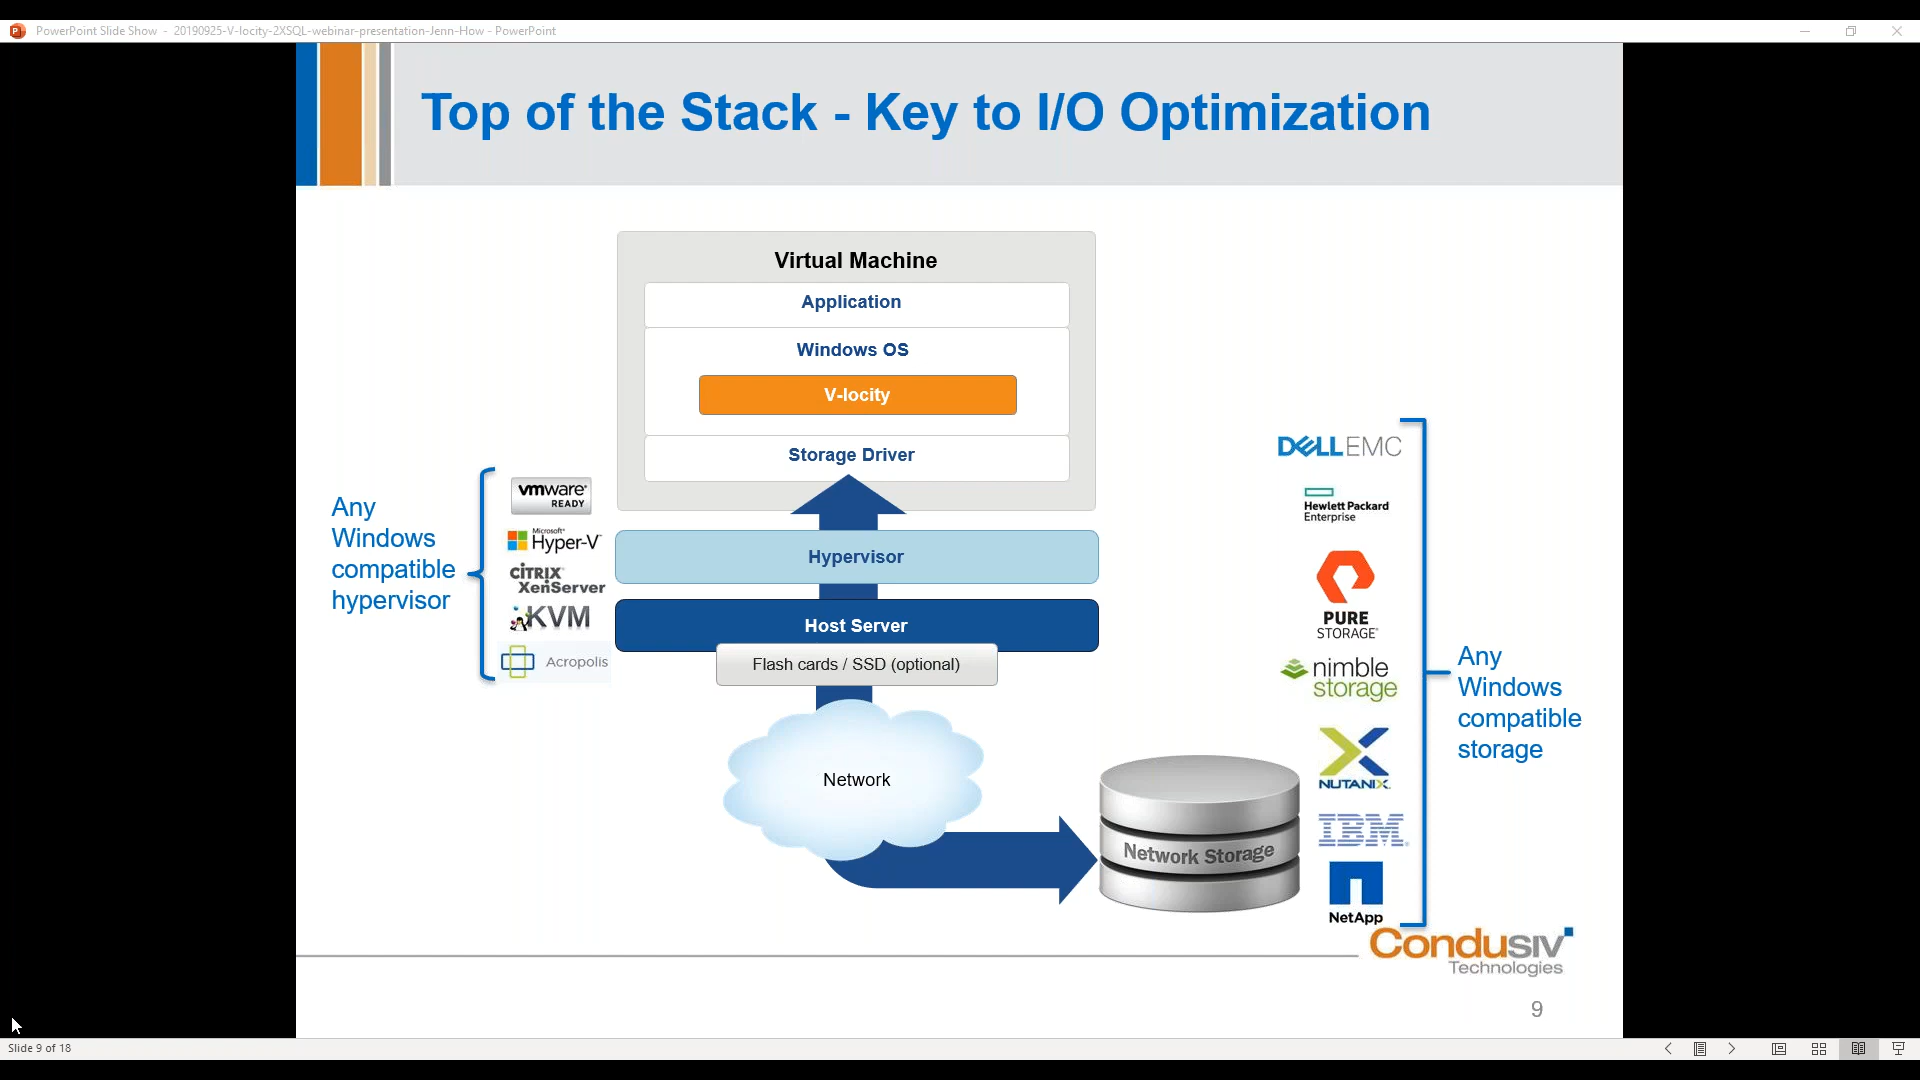 PowerPoint Slide Show - 20190925-V-locity-2XSQL-webinar-presentation-Jenn-How - PowerPoint
Top of the Stack - Key to I/O Optimization
Virtual Machine
Application
Windows OS
V-locity
Storage Driver
Hypervisor
Host Server
Flash cards / SSD (optional)
Network
Network Storage
Any
Windows
compatible
hypervisor
vmware
READY
Microsoft
Hyper-V
CITRIX
XenServer
KVM
Acropolis
DELLEMC
Hewlett Packard
Enterprise
PURE
STORAGE
nimble
storage
NUTANIX
IBM
NetApp
Any
Windows
compatible
storage
Condusiv
Technologies
9
Slide 9 of 18